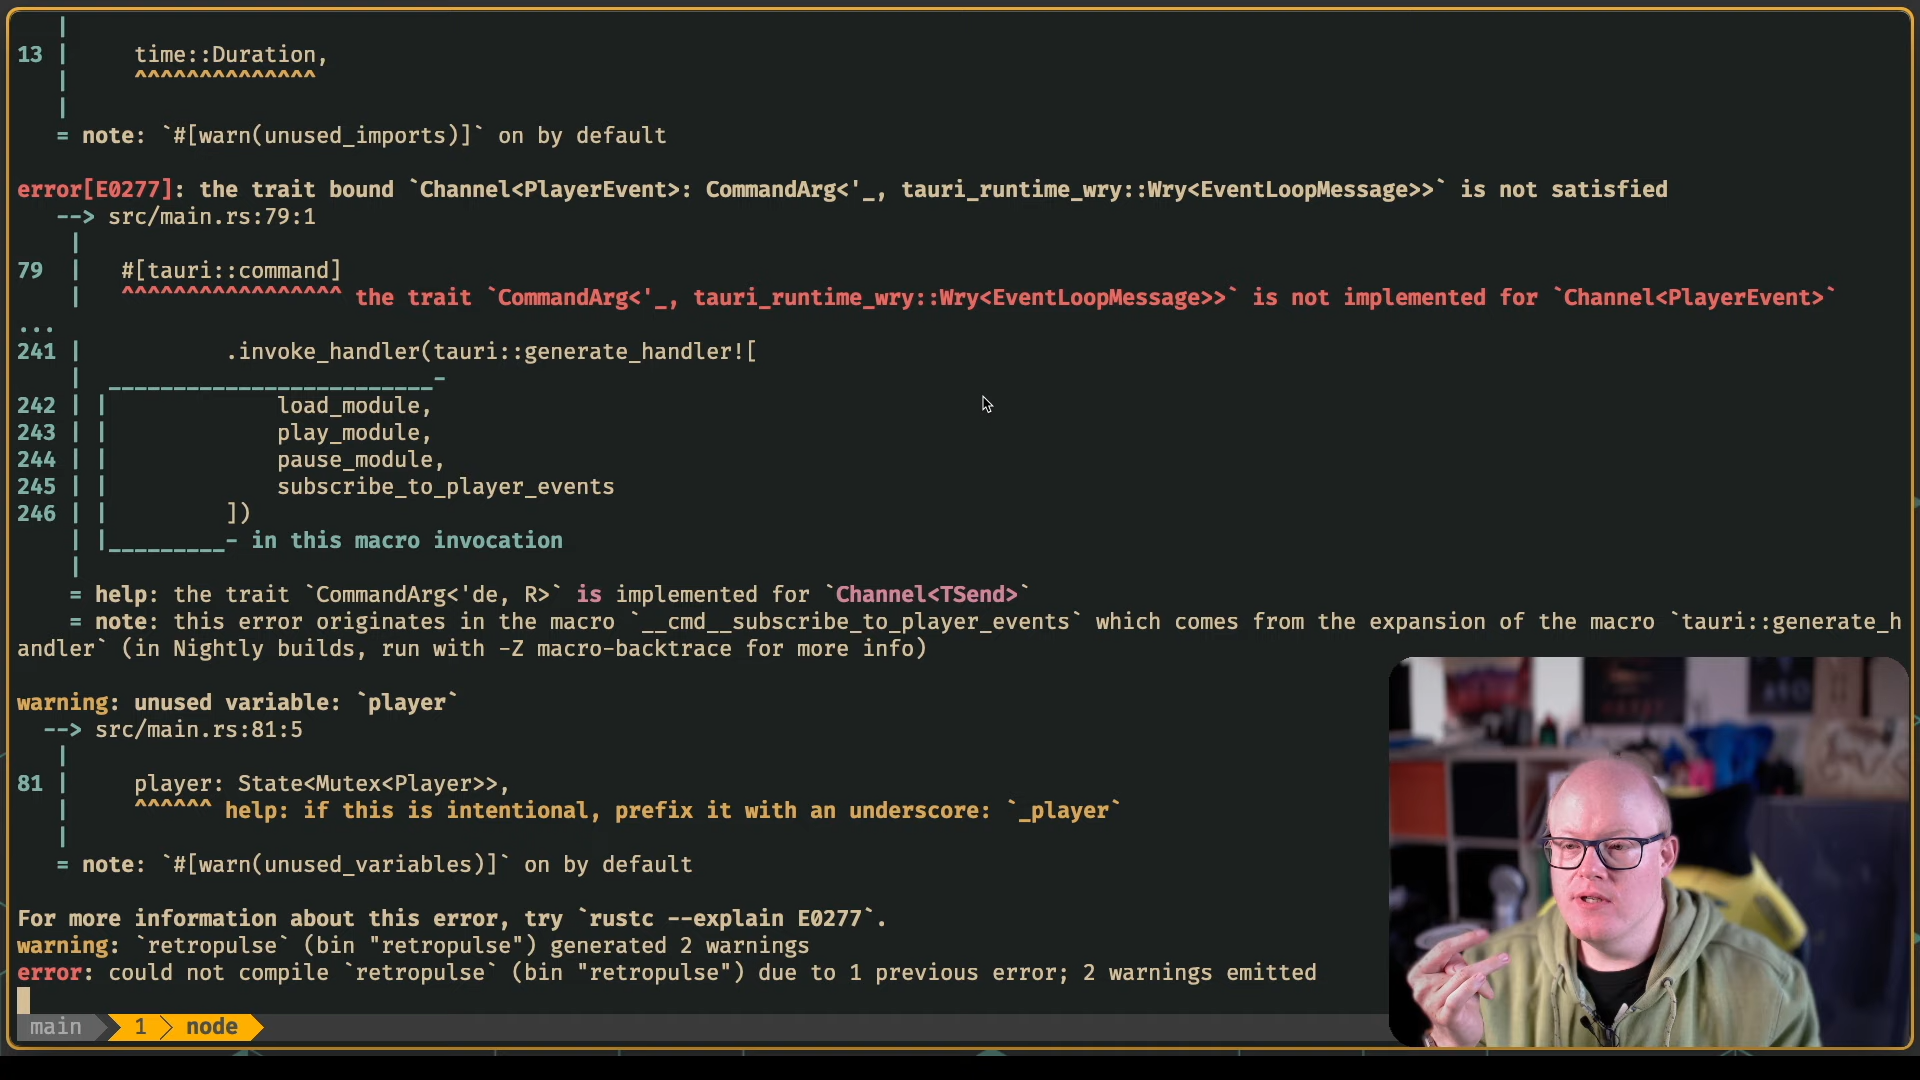 13 |     time::Duration,
   |     ^^^^^^^^^^^^^^
   |
   = note: `#[warn(unused_imports)]` on by default
error[E0277]: the trait bound `Channel<PlayerEvent>: CommandArg<'_, tauri_runtime_wry::Wry<EventLoopMessage>>` is not satisfied
   --> src/main.rs:79:1
    |
79  |   #[tauri::command]
    |   ^^^^^^^^^^^^^^^^^ the trait `CommandArg<'_, tauri_runtime_wry::Wry<EventLoopMessage>>` is not implemented for `Channel<PlayerEvent>`
...
241 |           .invoke_handler(tauri::generate_handler![
    |  _________________________-
242 | |             load_module,
243 | |             play_module,
244 | |             pause_module,
245 | |             subscribe_to_player_events
246 | |         ])
    | |_________- in this macro invocation
    |
    = help: the trait `CommandArg<'de, R>` is implemented for `Channel<TSend>`
    = note: this error originates in the macro `__cmd__subscribe_to_player_events` which comes from the expansion of the macro `tauri::generate_h
andler` (in Nightly builds, run with -Z macro-backtrace for more info)
warning: unused variable: `player`
  --> src/main.rs:81:5
   |
81 |     player: State<Mutex<Player>>,
   |     ^^^^^^ help: if this is intentional, prefix it with an underscore: `_player`
   |
   = note: `#[warn(unused_variables)]` on by default
For more information about this error, try `rustc --explain E0277`.
warning: `retropulse` (bin "retropulse") generated 2 warnings
error: could not compile `retropulse` (bin "retropulse") due to 1 previous error; 2 warnings emitted
main 1 node